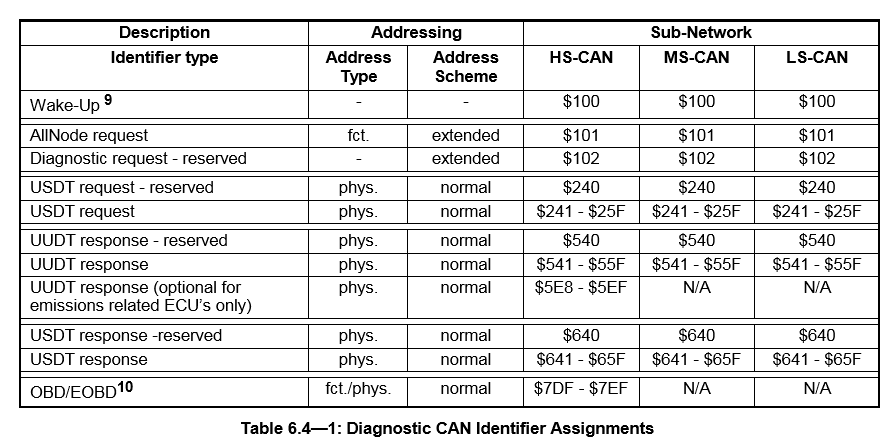 Description Addressing Sub-Network
Identifier type Address Type Address Scheme HS-CAN MS-CAN LS-CAN
Wake-Up 9 - - $100 $100 $100
AllNode request fct. extended $101 $101 $101
Diagnostic request - reserved - extended $102 $102 $102
USDT request - reserved phys. normal $240 $240 $240
USDT request phys. normal $241 - $25F $241 - $25F $241 - $25F
UUDT response - reserved phys. normal $540 $540 $540
UUDT response phys. normal $541 - $55F $541 - $55F $541 - $55F
UUDT response (optional for phys. normal $5E8 - $5EF N/A N/A
emissions related ECU's only)
USDT response -reserved phys. normal $640 $640 $640
USDT response phys. normal $641 - $65F $641 - $65F $641 - $65F
OBD/EOBD10 fct./phys. normal $7DF - $7EF N/A N/A
Table 6.4—1: Diagnostic CAN Identifier Assignments